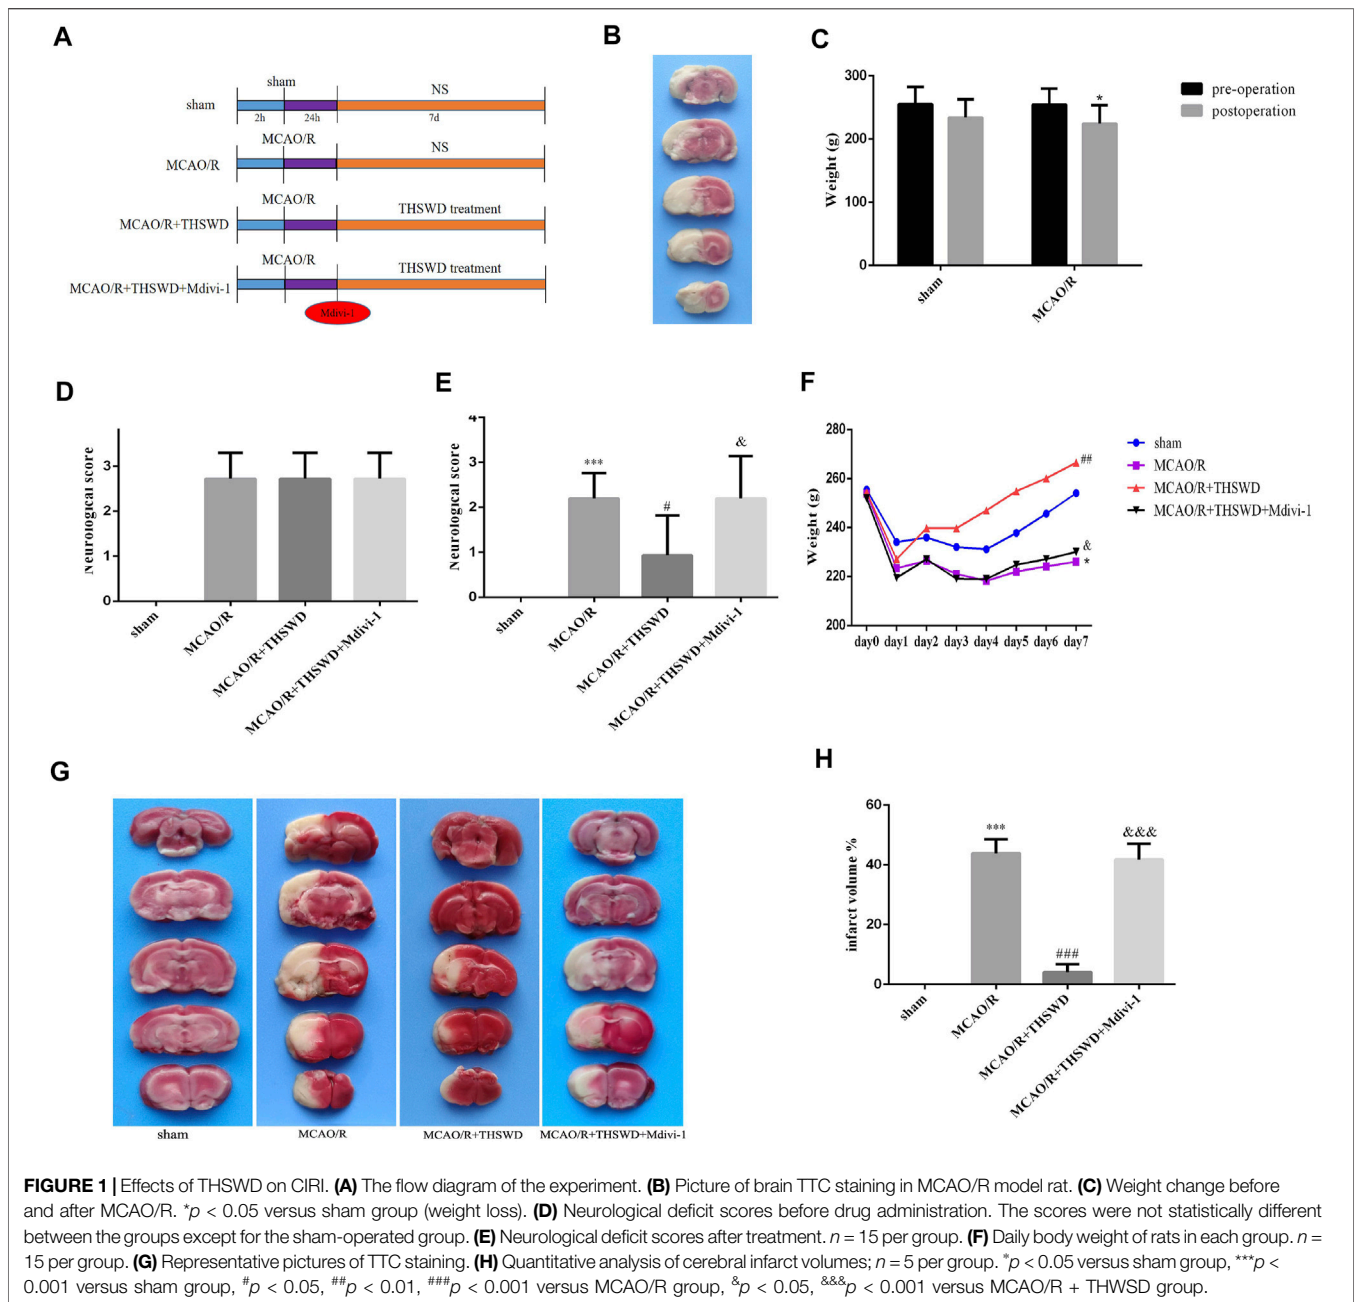 A
sham
NS
sham
2h
24h
7d
MCAO/R
NS
MCAO/R
MCAO/R
THSWD treatment
MCAO/R+THSWD
MCAO/R
THSWD treatment
MCAO/R+THSWD+Mdivi-1
Mdivi-1
B
C
Weight (g)
300
200
100
0
*
sham
MCAO/R
pre-operation
postoperation
D
Neurological score
3
2
1
0
sham
MCAO/R
MCAO/R+THSWD
MCAO/R+THSWD+Mdivi-1
E
Neurological score
4
3
2
1
0
***
#
&
sham
MCAO/R
MCAO/R+THSWD
MCAO/R+THSWD+Mdivi-1
F
Weight (g)
280
260
240
220
200
##
&
*
day0 day1 day2 day3 day4 day5 day6 day7
sham
MCAO/R
MCAO/R+THSWD
MCAO/R+THSWD+Mdivi-1
G
sham
MCAO/R
MCAO/R+THSWD
MCAO/R+THSWD+Mdivi-1
H
infarct volume %
60
40
20
0
***
###
&&&
sham
MCAO/R
MCAO/R+THSWD
MCAO/R+THSWD+Mdivi-1
FIGURE 1 | Effects of THSWD on CIRI. (A) The flow diagram of the experiment. (B) Picture of brain TTC staining in MCAO/R model rat. (C) Weight change before
and after MCAO/R. *p < 0.05 versus sham group (weight loss). (D) Neurological deficit scores before drug administration. The scores were not statistically different
between the groups except for the sham-operated group. (E) Neurological deficit scores after treatment. n = 15 per group. (F) Daily body weight of rats in each group. n =
15 per group. (G) Representative pictures of TTC staining. (H) Quantitative analysis of cerebral infarct volumes; n = 5 per group. *p < 0.05 versus sham group, ***p <
0.001 versus sham group, #p < 0.05, ##p < 0.01, ###p < 0.001 versus MCAO/R group, &p < 0.05, &&&p < 0.001 versus MCAO/R + THWSD group.